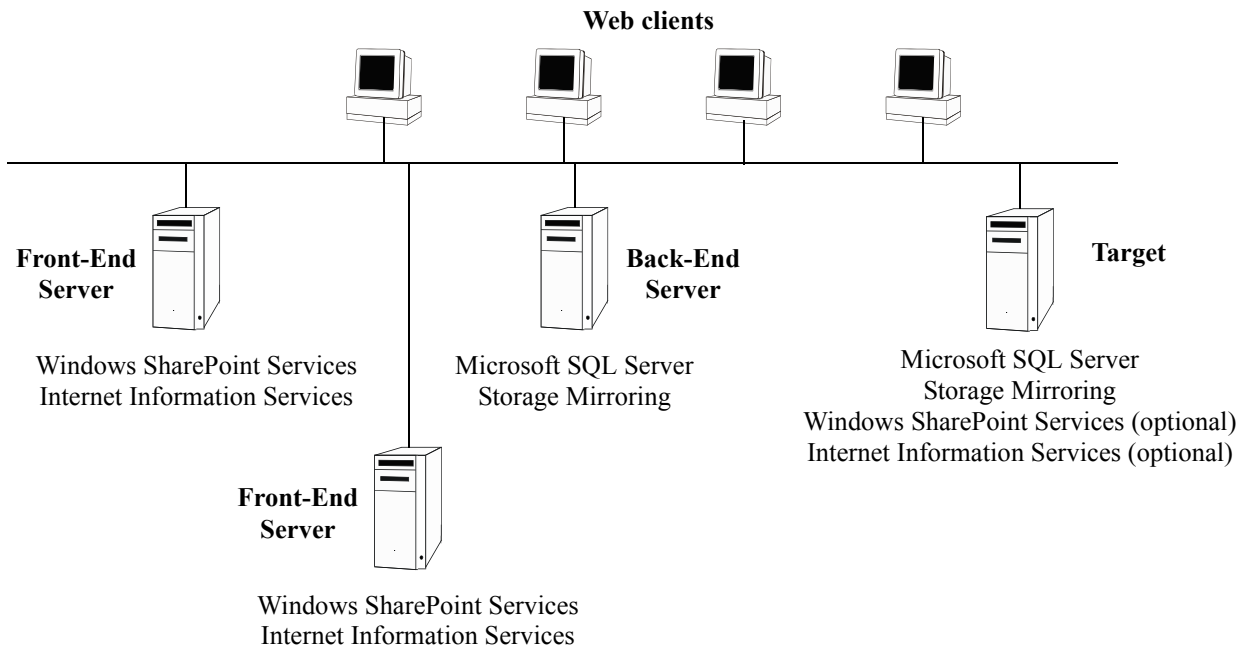 Web clients
Front-End
Server
Windows SharePoint Services
Internet Information Services
Back-End
Server
Microsoft SQL Server
Storage Mirroring
Target
Microsoft SQL Server
Storage Mirroring
Windows SharePoint Services (optional)
Internet Information Services (optional)
Front-End
Server
Windows SharePoint Services
Internet Information Services